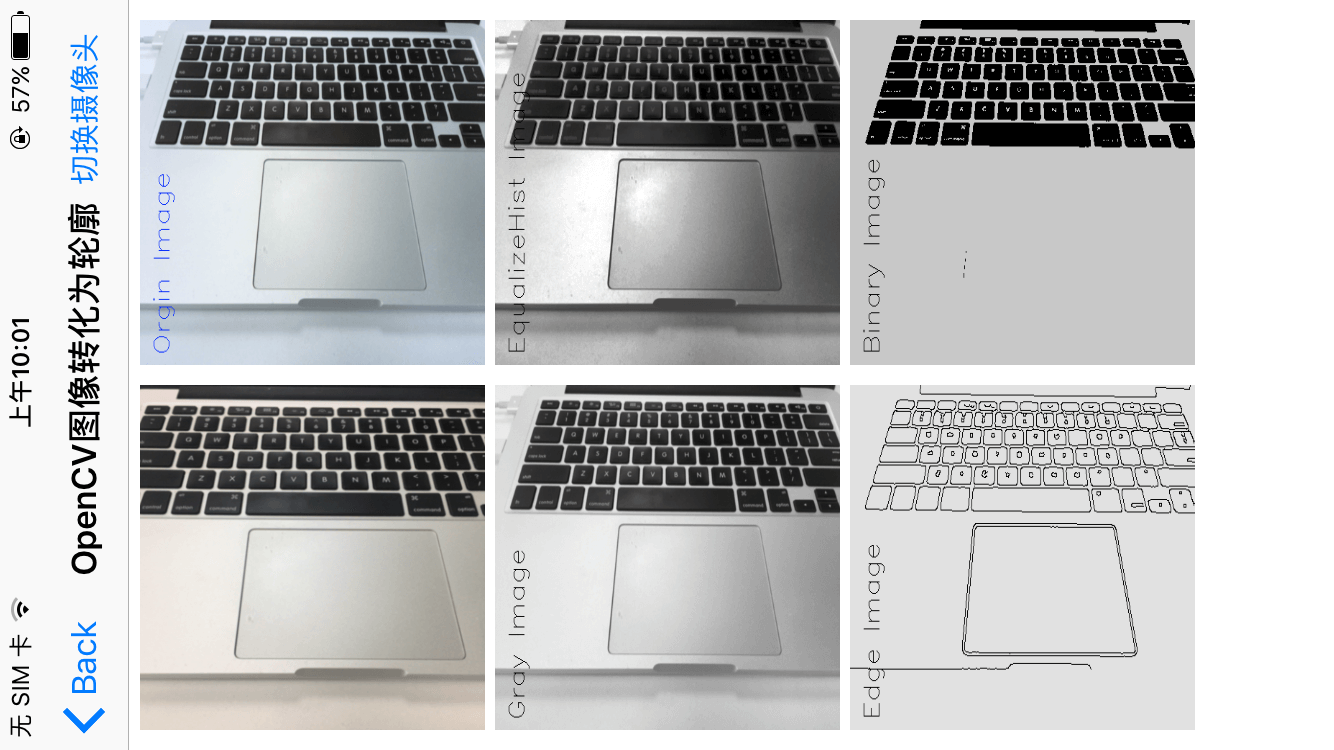 无 SIM 卡 上午10:01 57%
Back OpenCV图像转化为轮廓 切换摄像头
Orgin Image
Gray Image
EqualizeHist Image
Edge Image
Binary Image